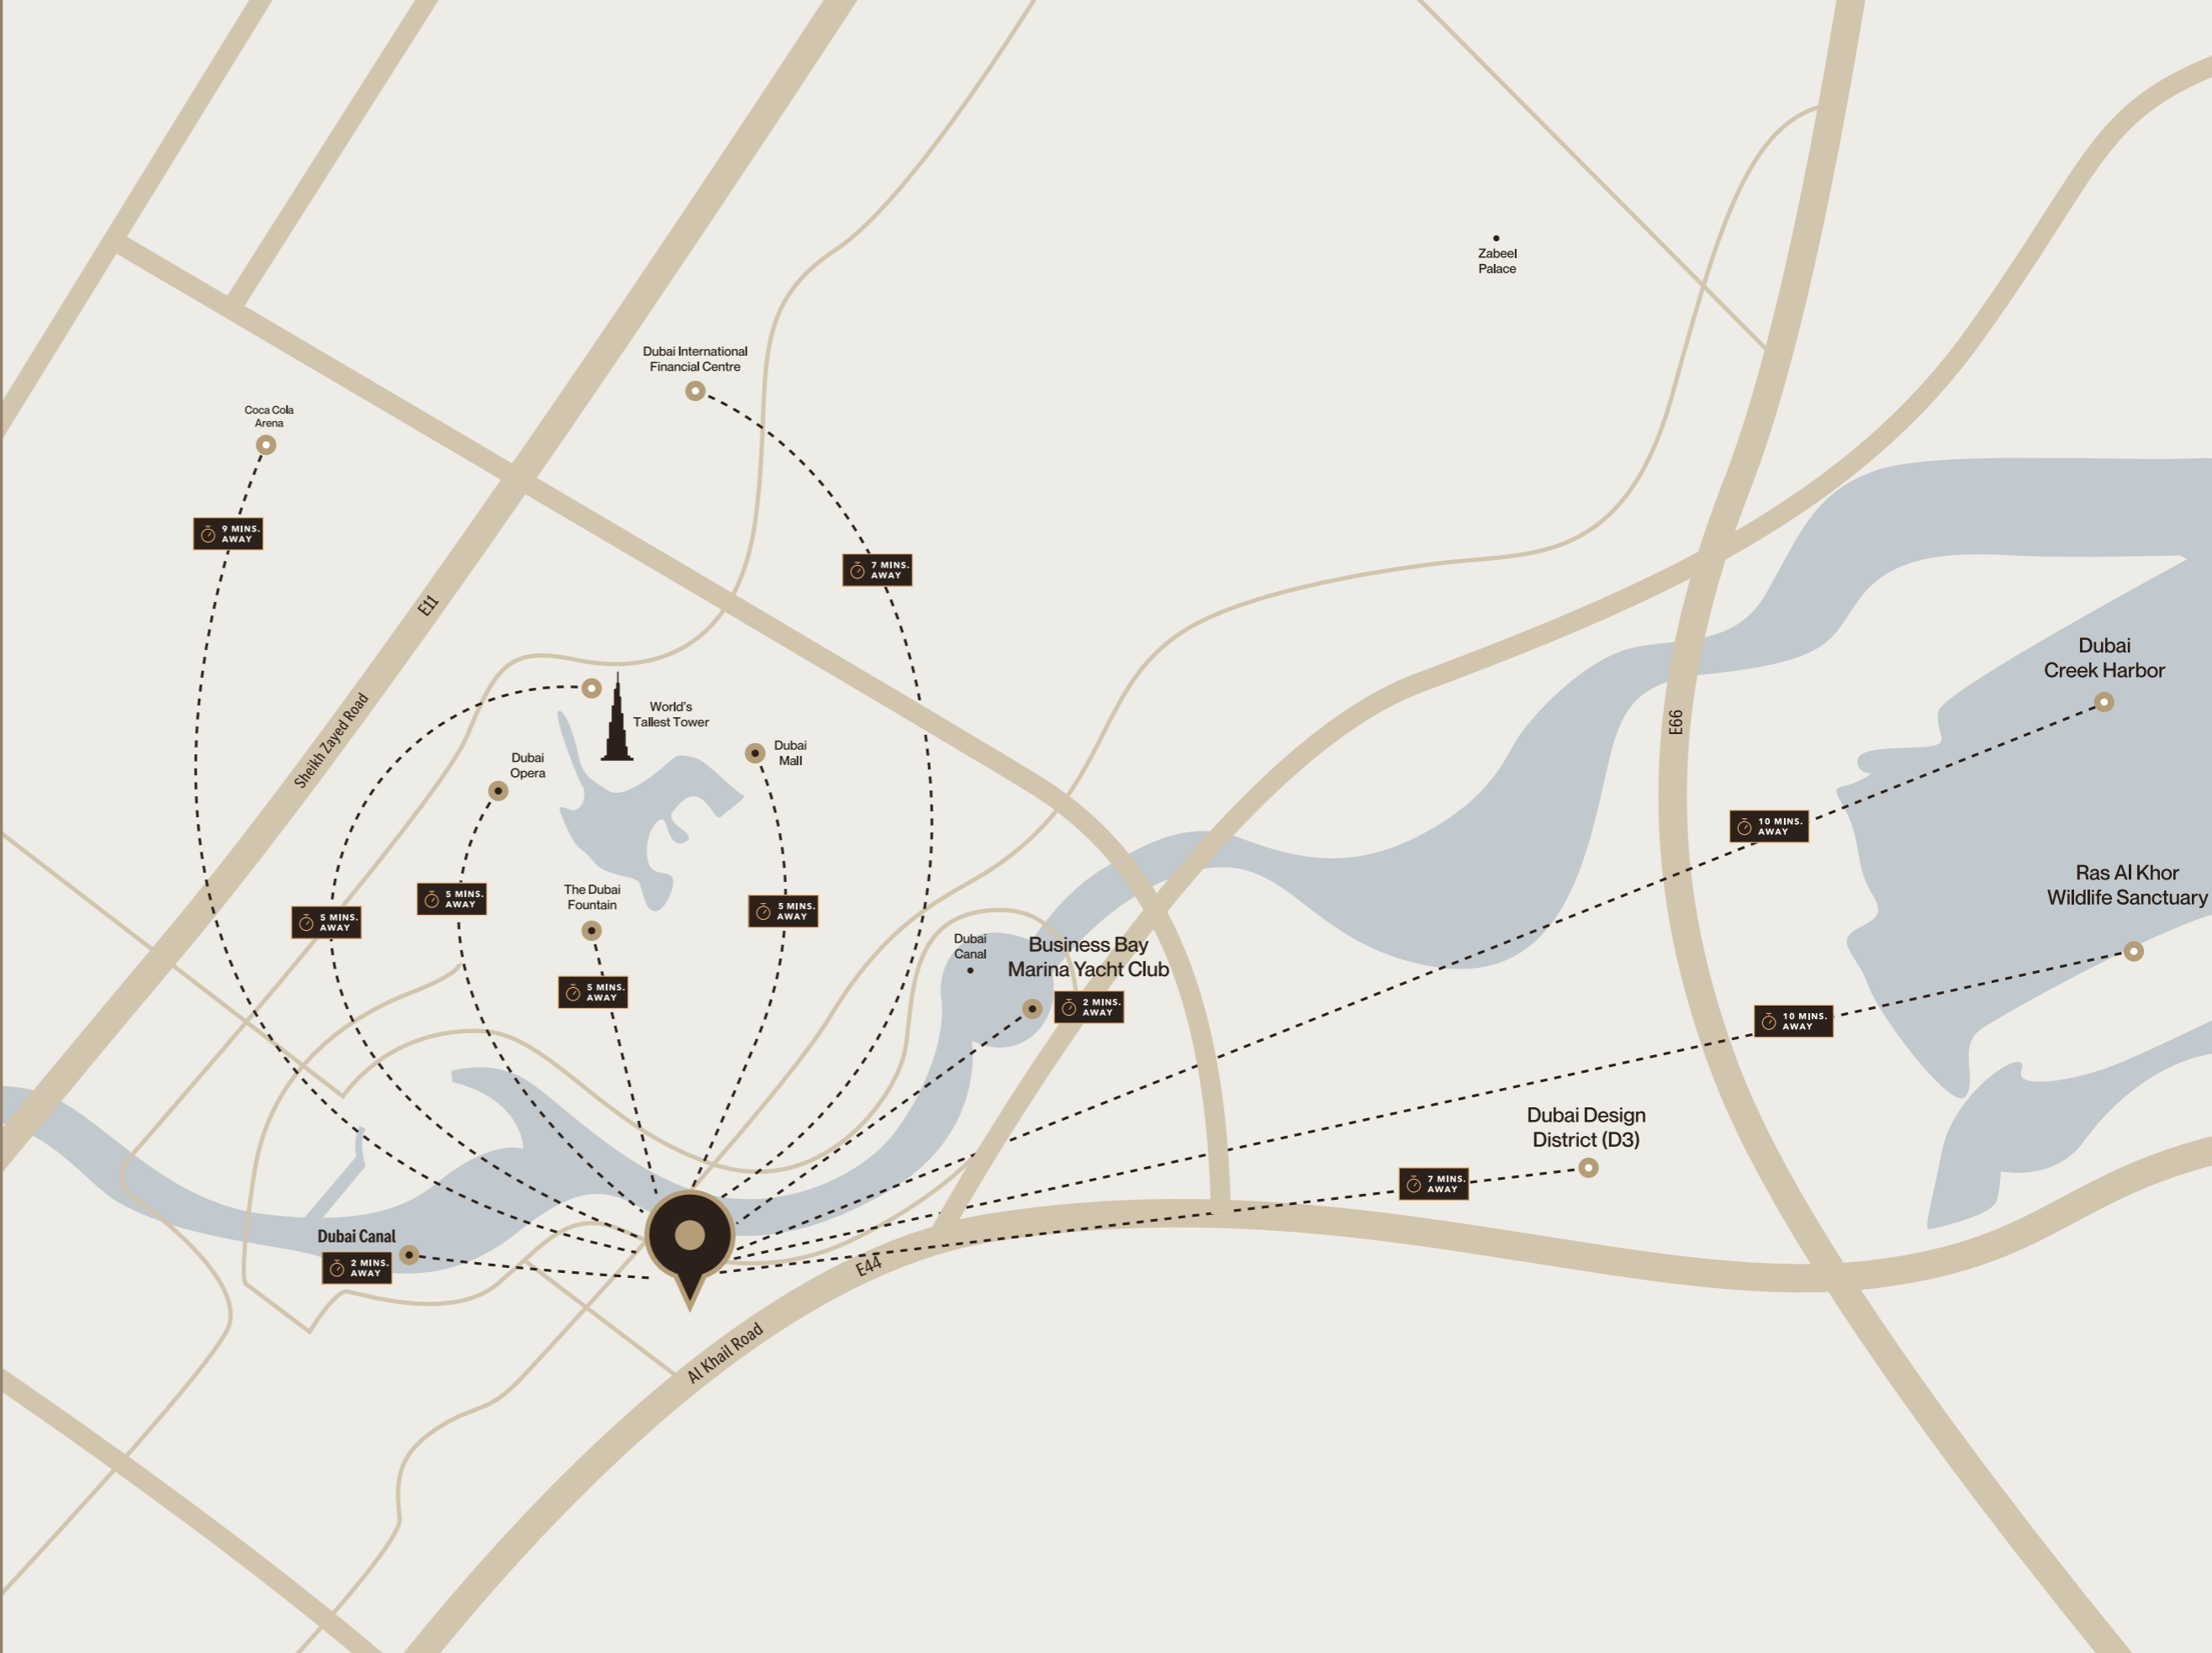 Zabeel
Palace
Dubai International
Financial Centre
Coca Cola
Arena
9 MINS.
AWAY
7 MINS.
AWAY
E11
Sheikh Zayed Road
World's
Tallest Tower
Dubai
Opera
Dubai
Mall
Dubai
Creek Harbor
E66
10 MINS.
AWAY
5 MINS.
AWAY
5 MINS.
AWAY
The Dubai
Fountain
5 MINS.
AWAY
5 MINS.
AWAY
Ras Al Khor
Wildlife Sanctuary
Dubai
Canal
Business Bay
Marina Yacht Club
2 MINS.
AWAY
10 MINS.
AWAY
Dubai Design
District (D3)
7 MINS.
AWAY
Dubai Canal
2 MINS.
AWAY
E44
Al Khail Road